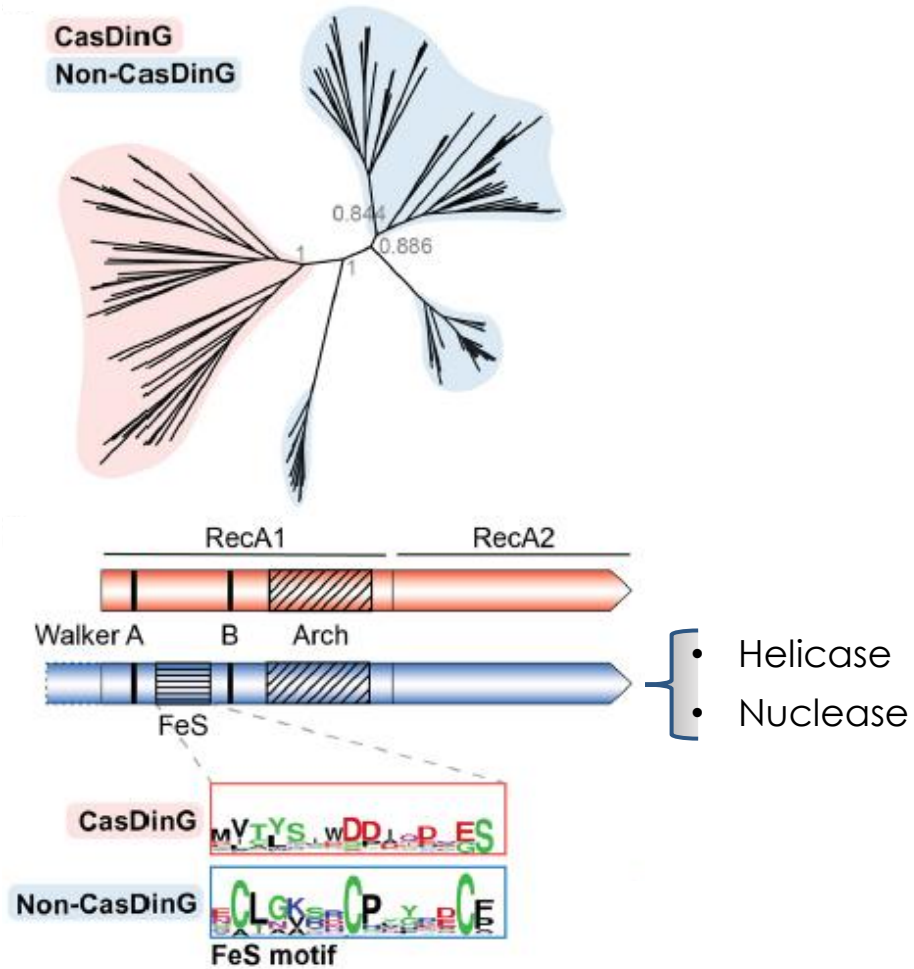 CasDinG
Non-CasDinG
0.844
0.886
1
1
RecA1 RecA2
Walker A B Arch
FeS
• Helicase
• Nuclease
CasDinG
Non-CasDinG
FeS motif